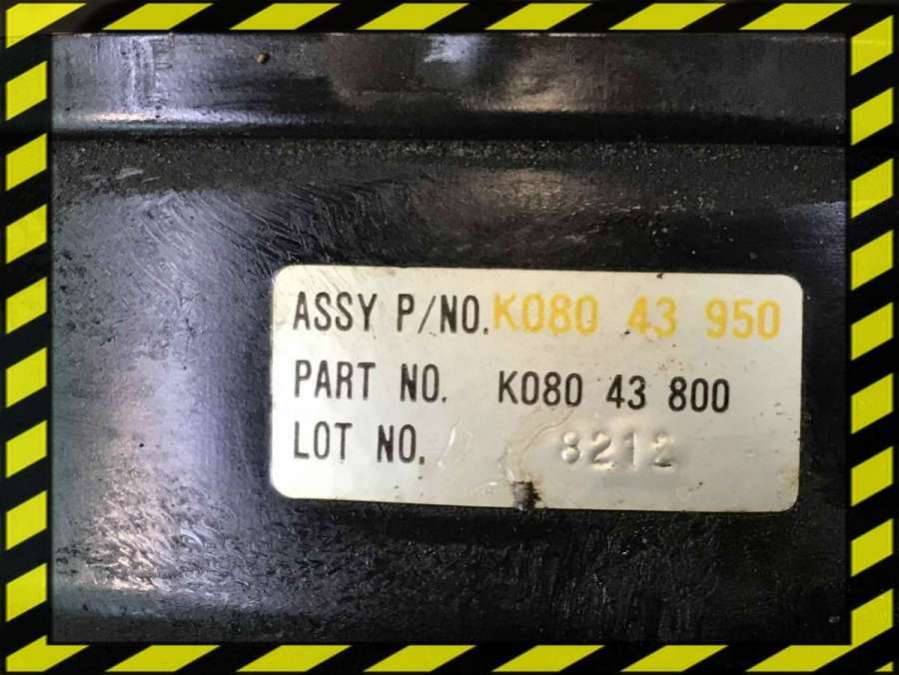 ASSY P/NO. K080 43 950
PART NO. K080 43 800
LOT NO. 8212